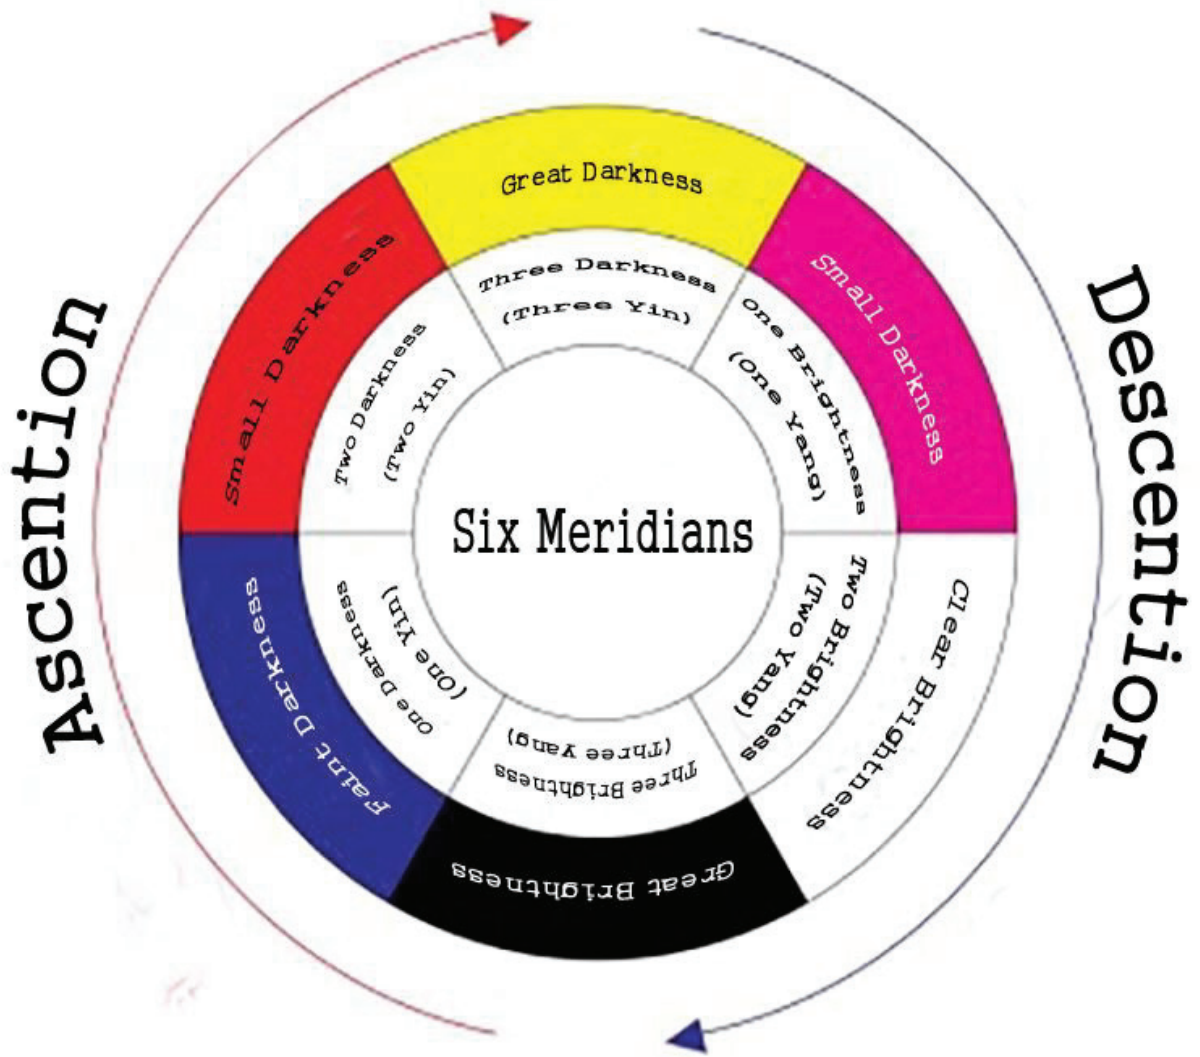 Six Meridians
Great Darkness
Three Darkness
(Three Yin)
Small Darkness
One Brightness
(One Yang)
Clear Brightness
Two Brightness
(Two Yang)
Great Brightness
Three Brightness
(Three Yang)
Faint Darkness
one Darkness
(One Yin)
Small Darkness
Two Darkness
(Two Yin)
Ascention
Descention